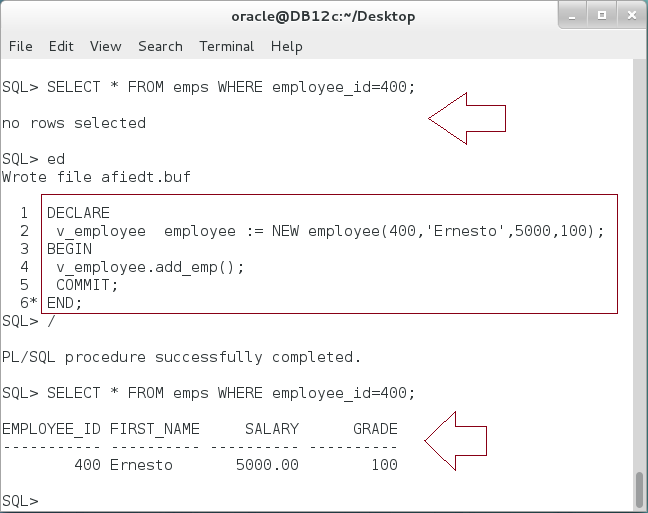 oracle@DB12c:~/Desktop
File Edit View Search Terminal Help
SQL> SELECT * FROM emps WHERE employee_id=400;
no rows selected
SQL> ed
Wrote file afiedt.buf
1 DECLARE
2 v_employee employee := NEW employee(400,'Ernesto',5000,100);
3 BEGIN
4 v_employee.add_emp();
5 COMMIT;
6* END;
SQL> /
PL/SQL procedure successfully completed.
SQL> SELECT * FROM emps WHERE employee_id=400;
EMPLOYEE_ID FIRST_NAME SALARY GRADE
----------- ---------- ---------- ----------
400 Ernesto 5000.00 100
SQL>